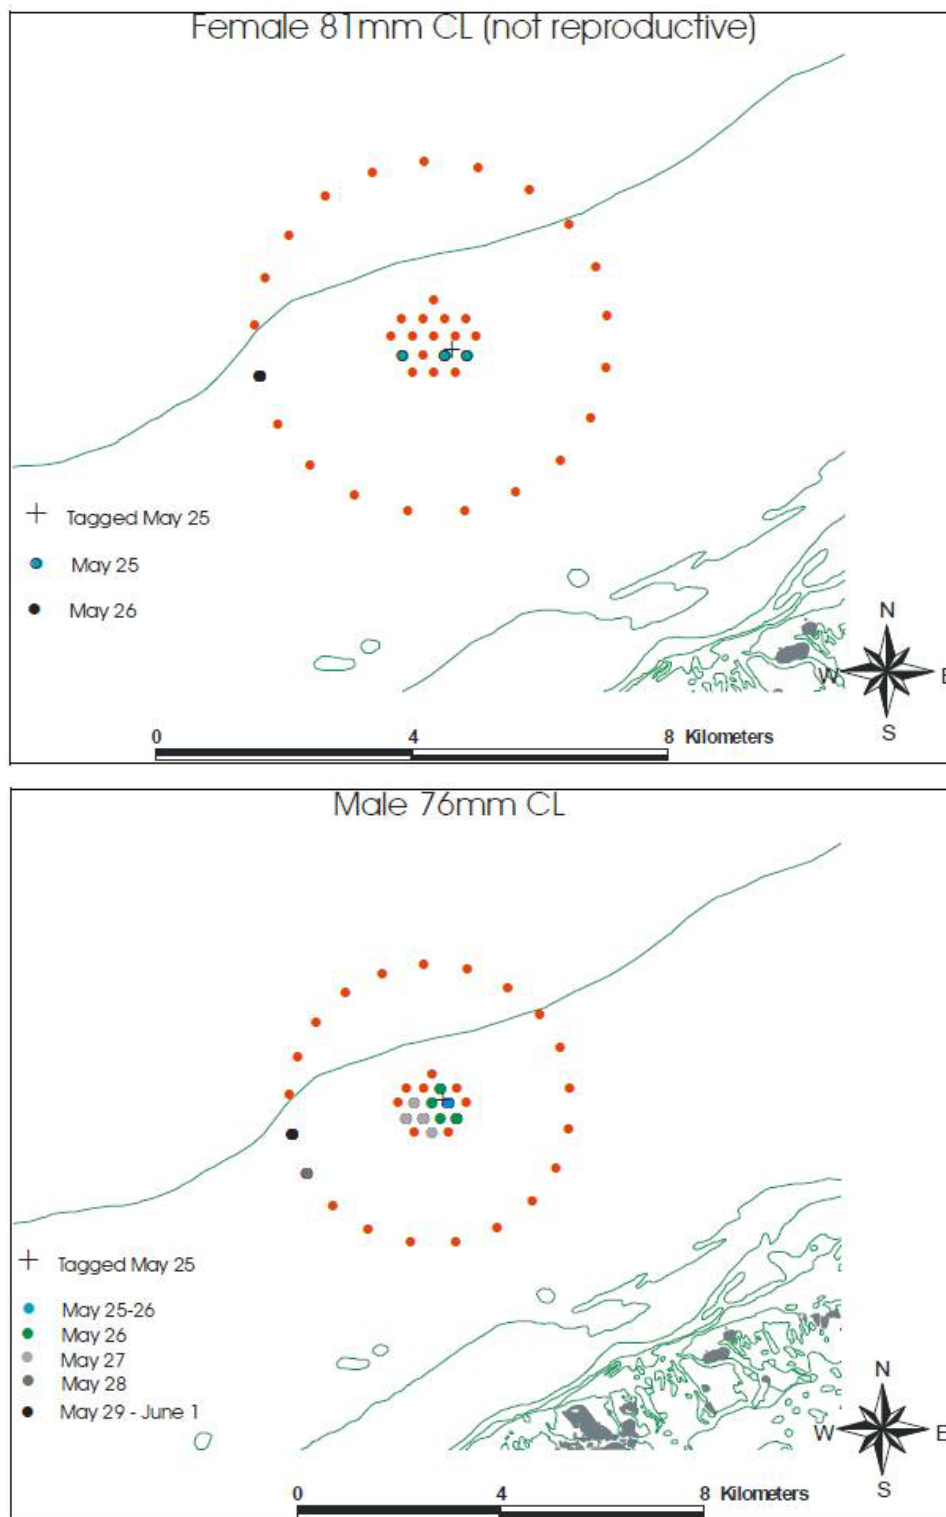 Female 81mm CL (not reproductive)
Tagged May 25
May 25
May 26
N
W E
S
0 4 8 Kilometers
Male 76mm CL
Tagged May 25
May 25-26
May 26
May 27
May 28
May 29 - June 1
N
W E
S
0 4 8 Kilometers